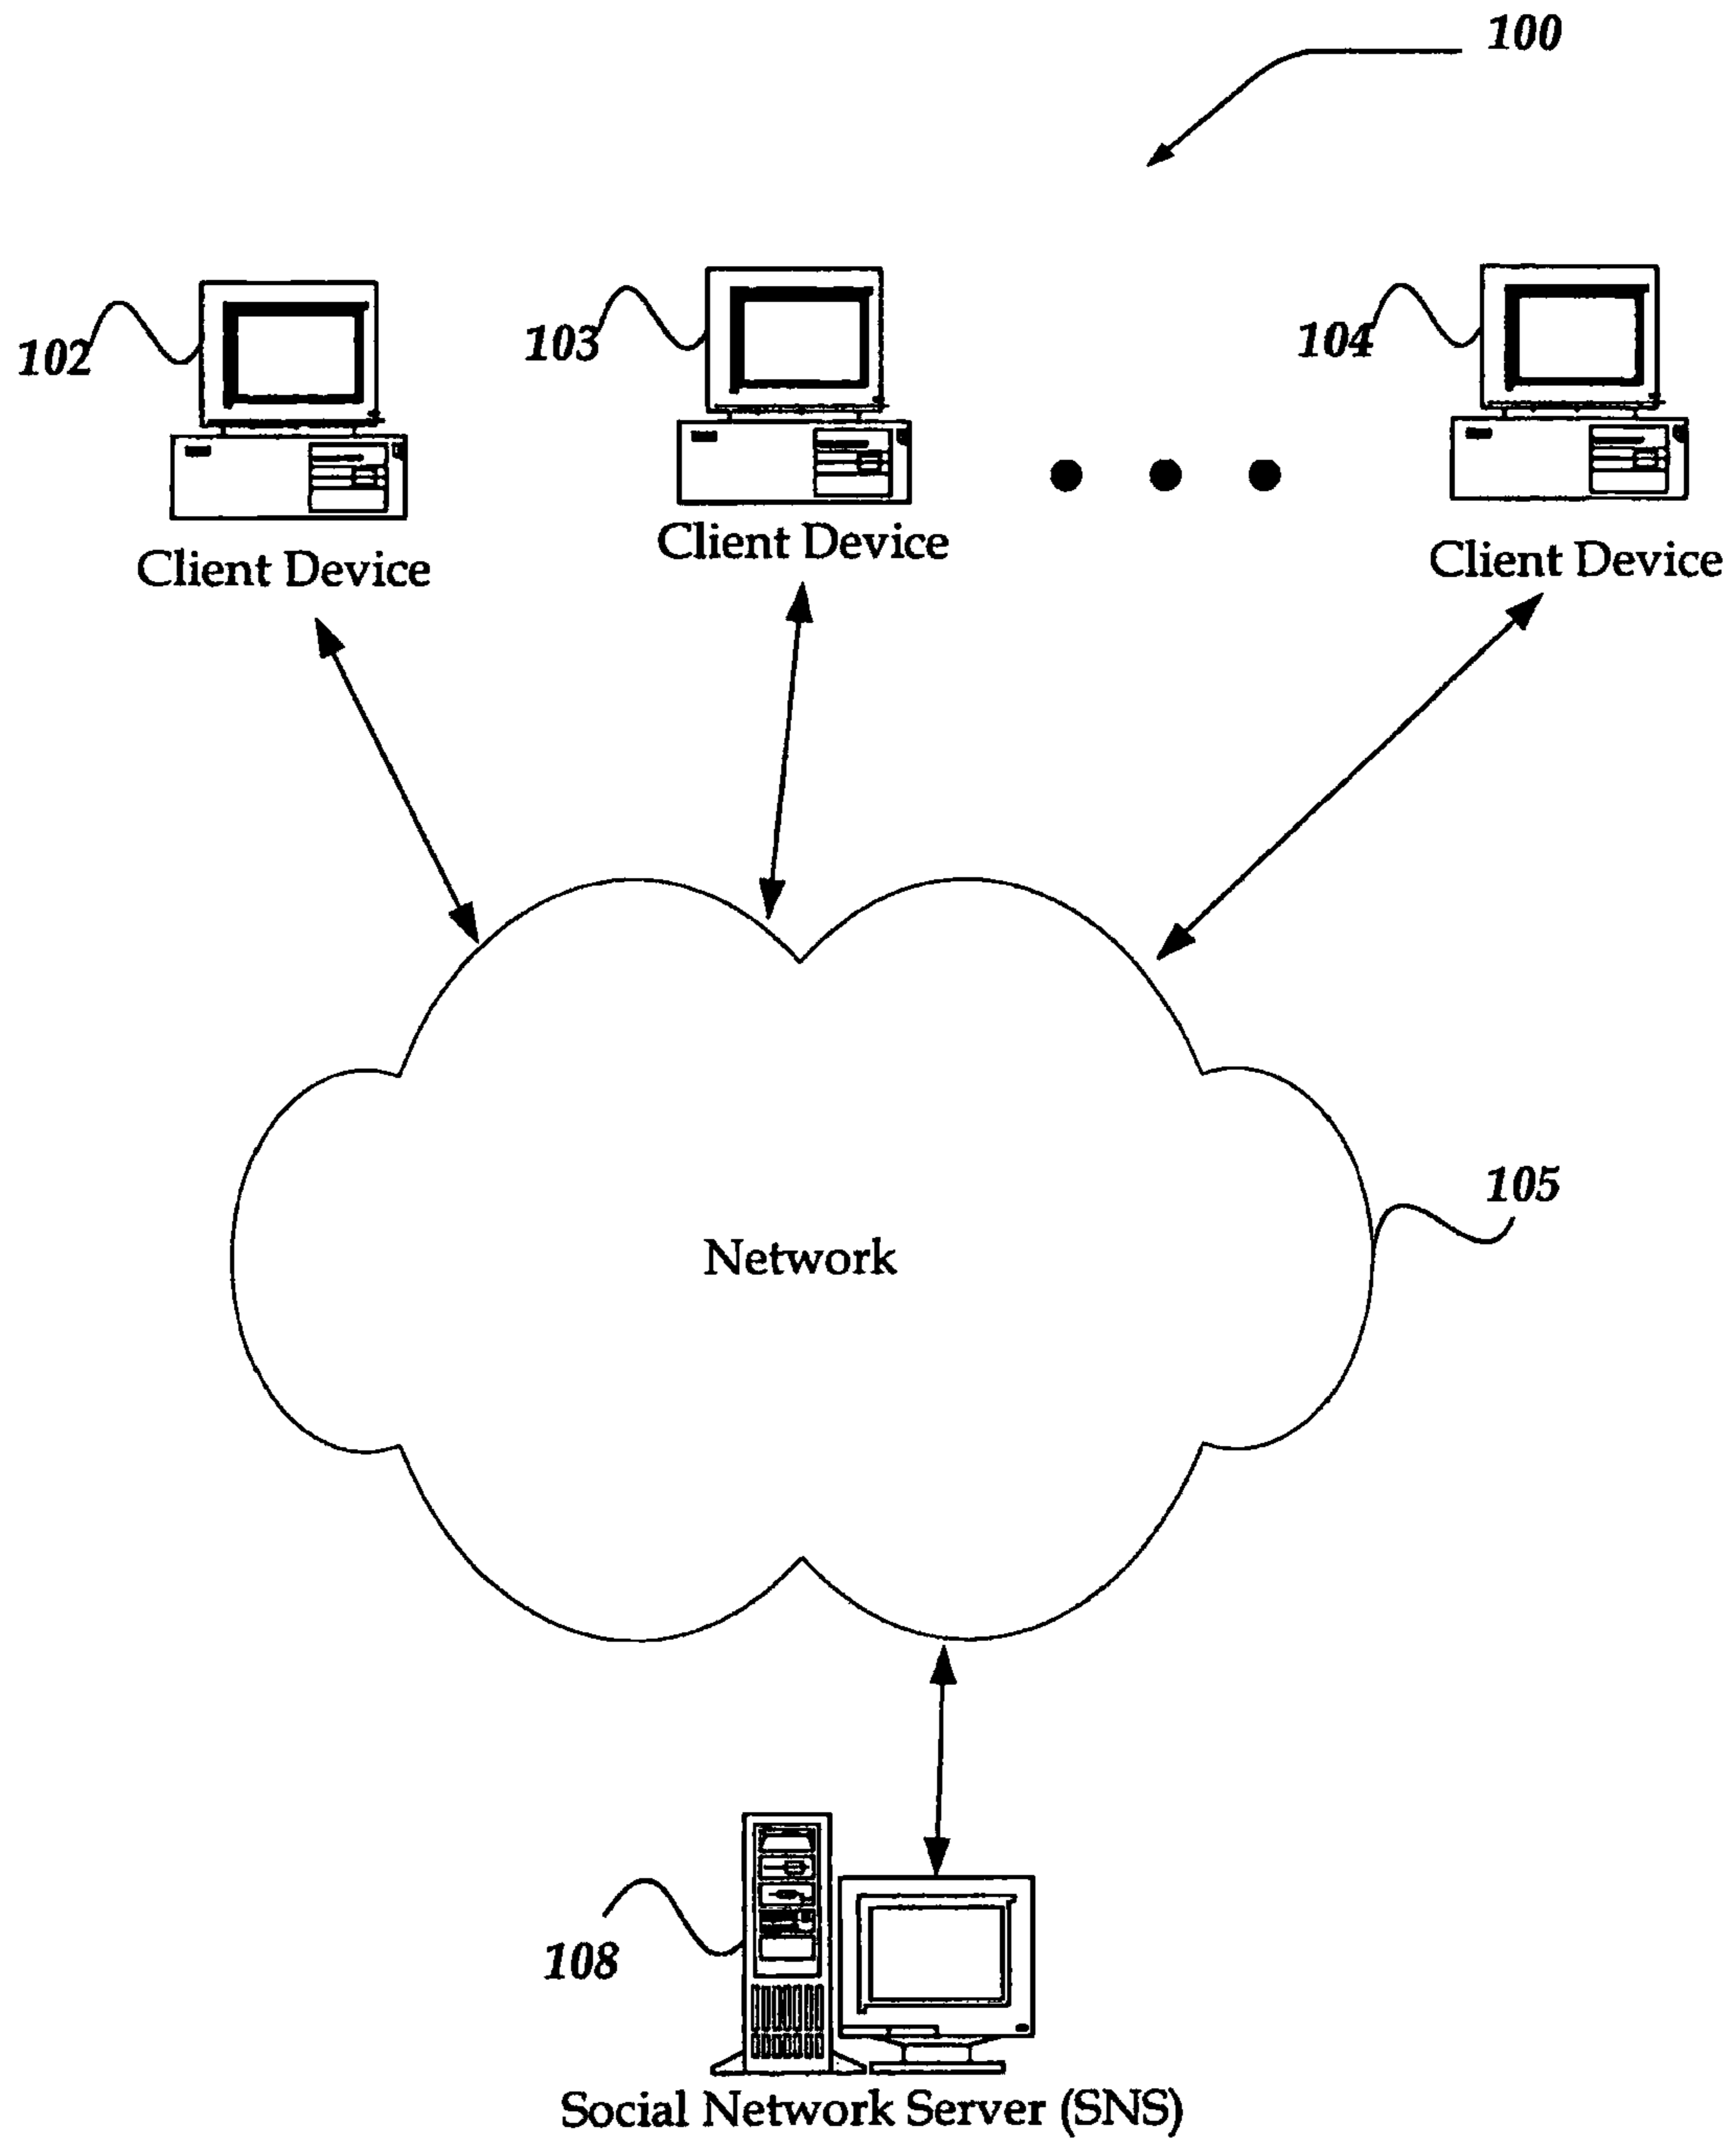 100
102
103
104
Client Device
Client Device
Client Device
105
Network
108
Social Network Server (SNS)